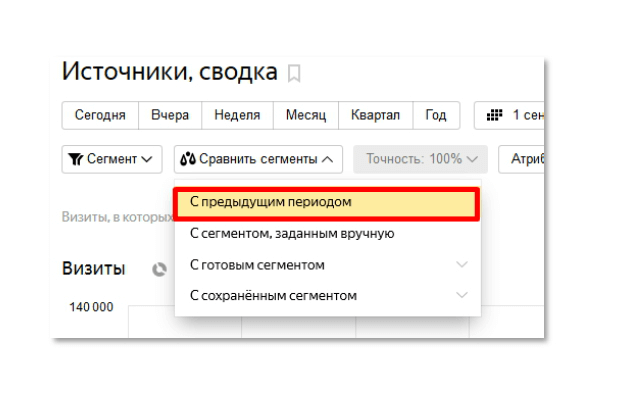 Источники, сводка
Сегодня Вчера Неделя Месяц Квартал Год 1 сен
Сегмент Сравнить сегменты Точность: 100% Атриб
С предыдущим периодом
Визиты, в которых
С сегментом, заданным вручную
Визиты
С готовым сегментом
С сохранённым сегментом
140 000